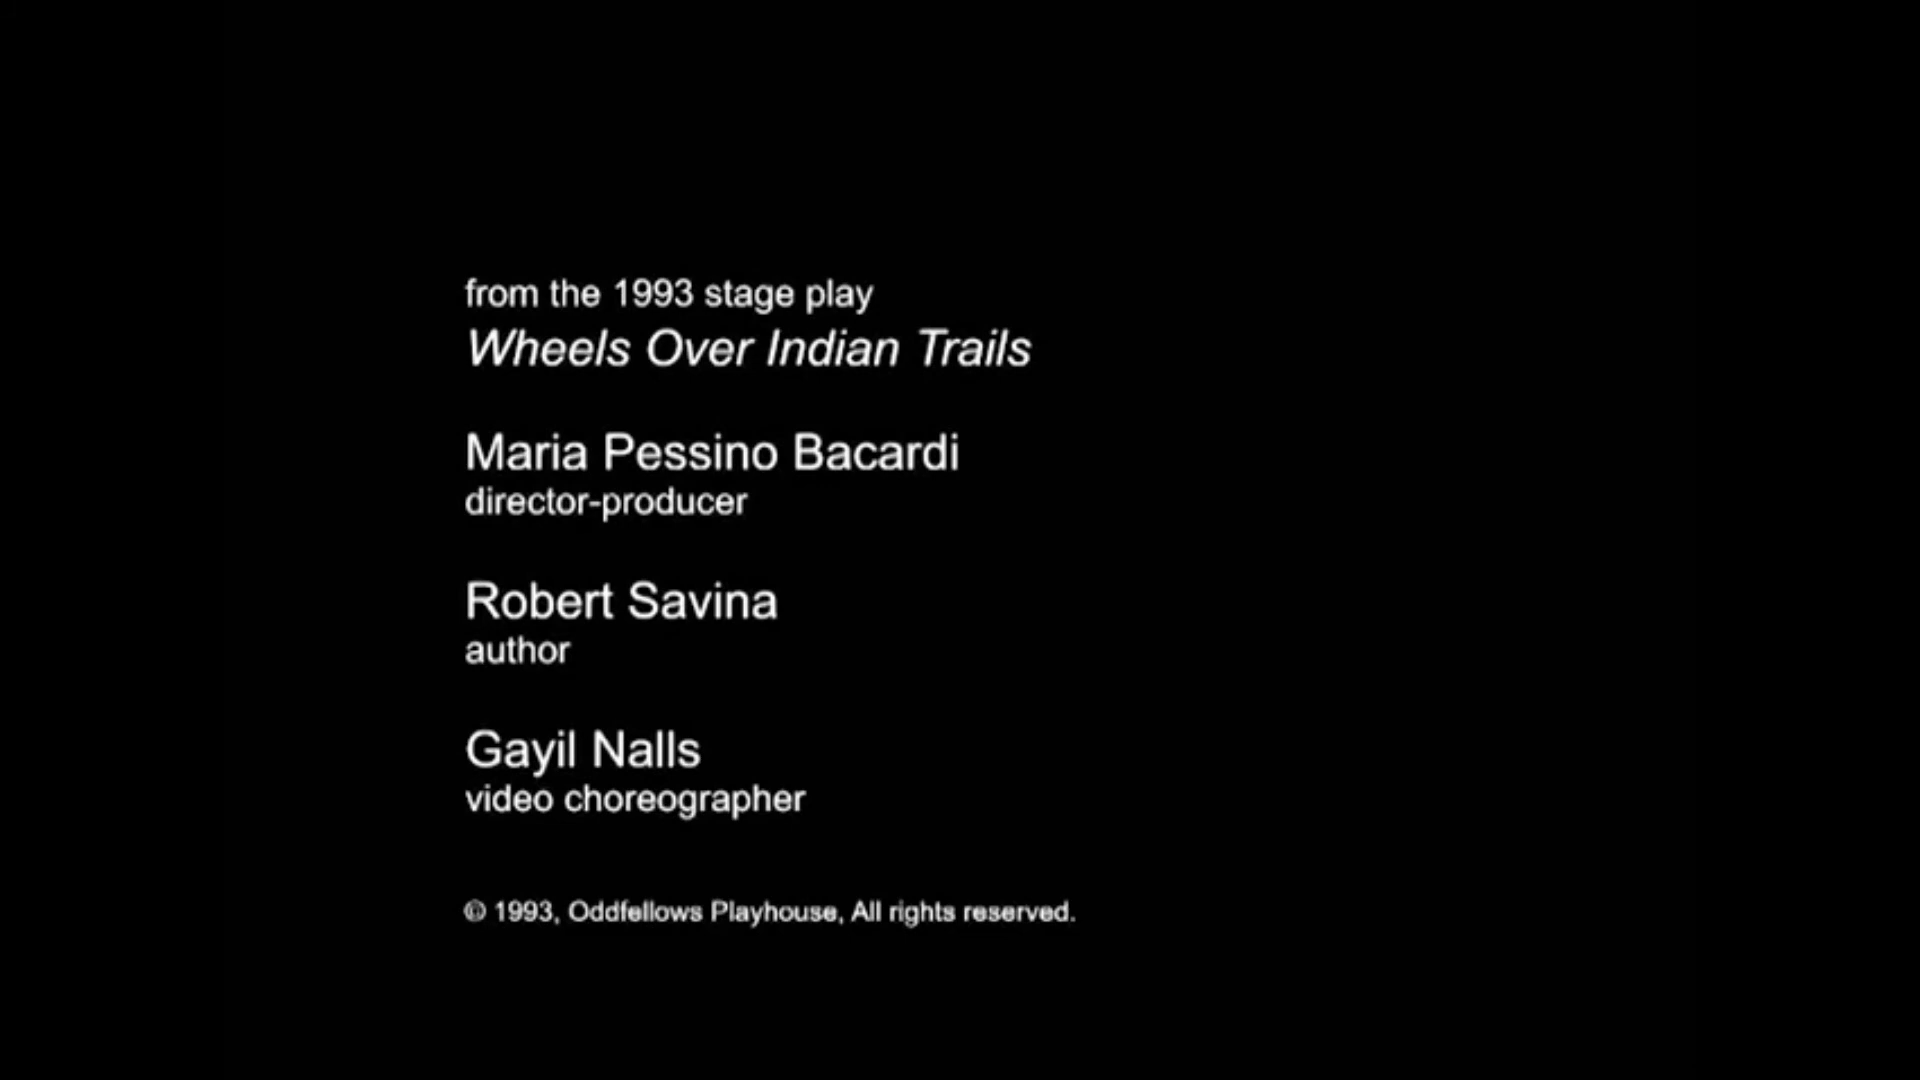 from the 1993 stage play
Wheels Over Indian Trails
Maria Pessino Bacardi
director-producer
Robert Savina
author
Gayil Nalls
video choreographer
© 1993, Oddfellows Playhouse, All rights reserved.